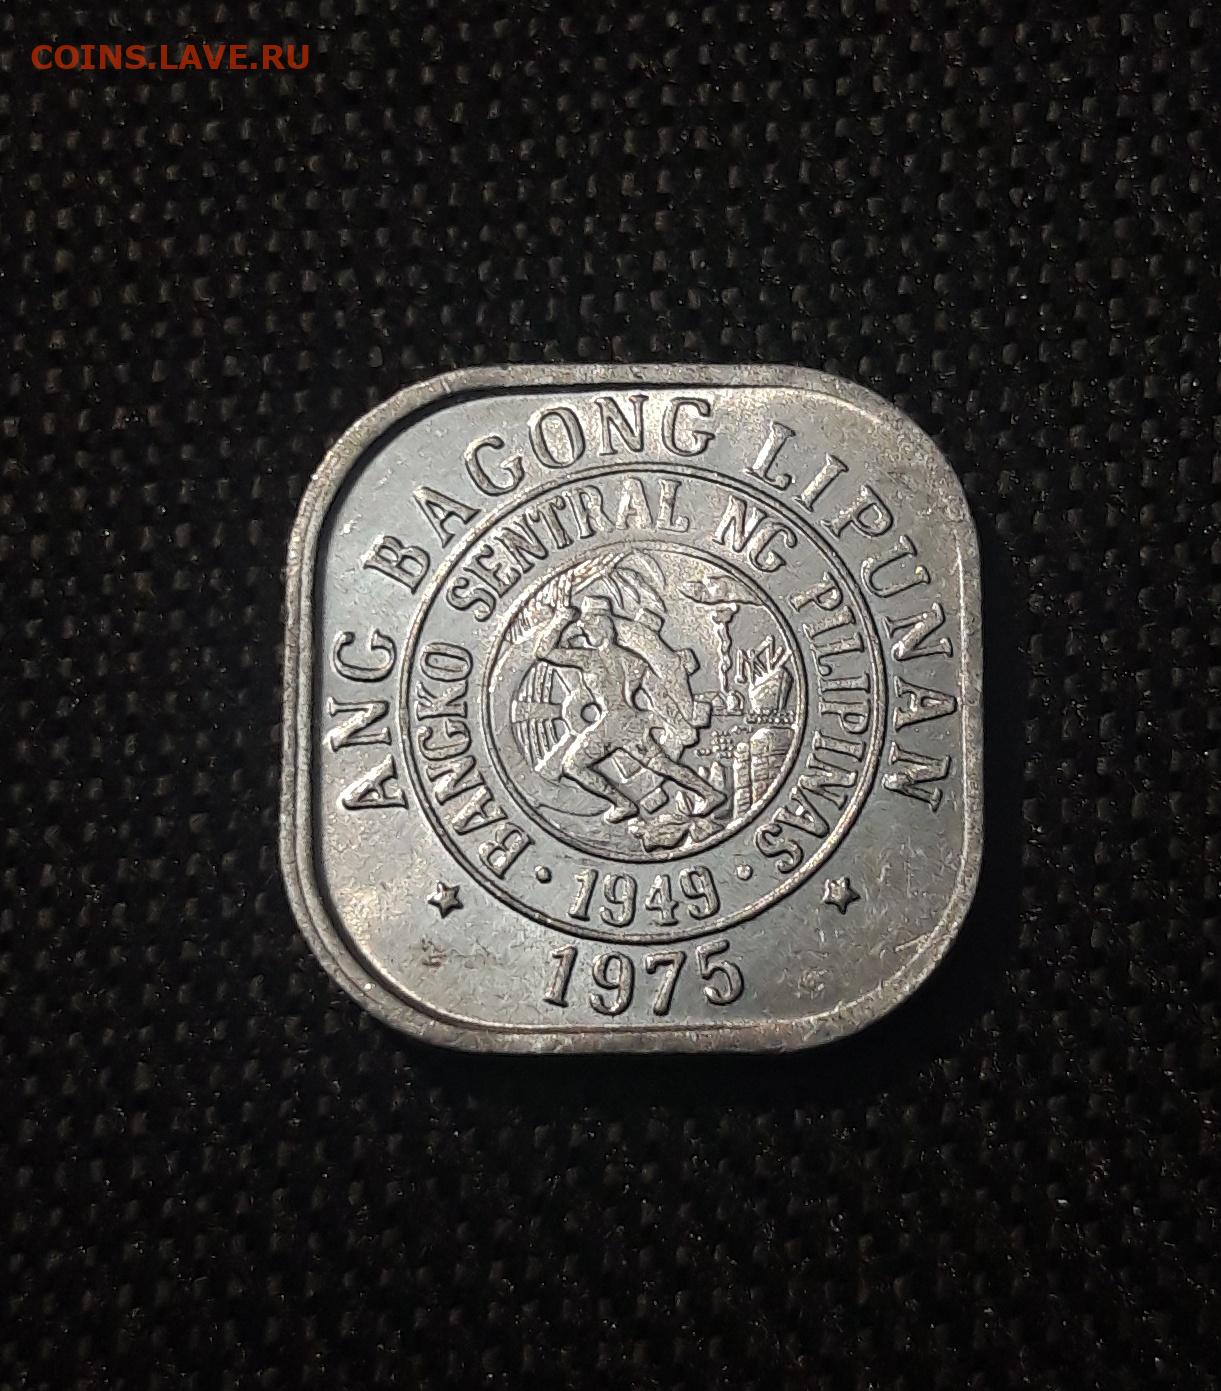 COINS.LAVE.RU
ANG BAGONG LIPUNAN
BANGKO SENTRAL NG PILIPINAS
· 1949 ·
1975